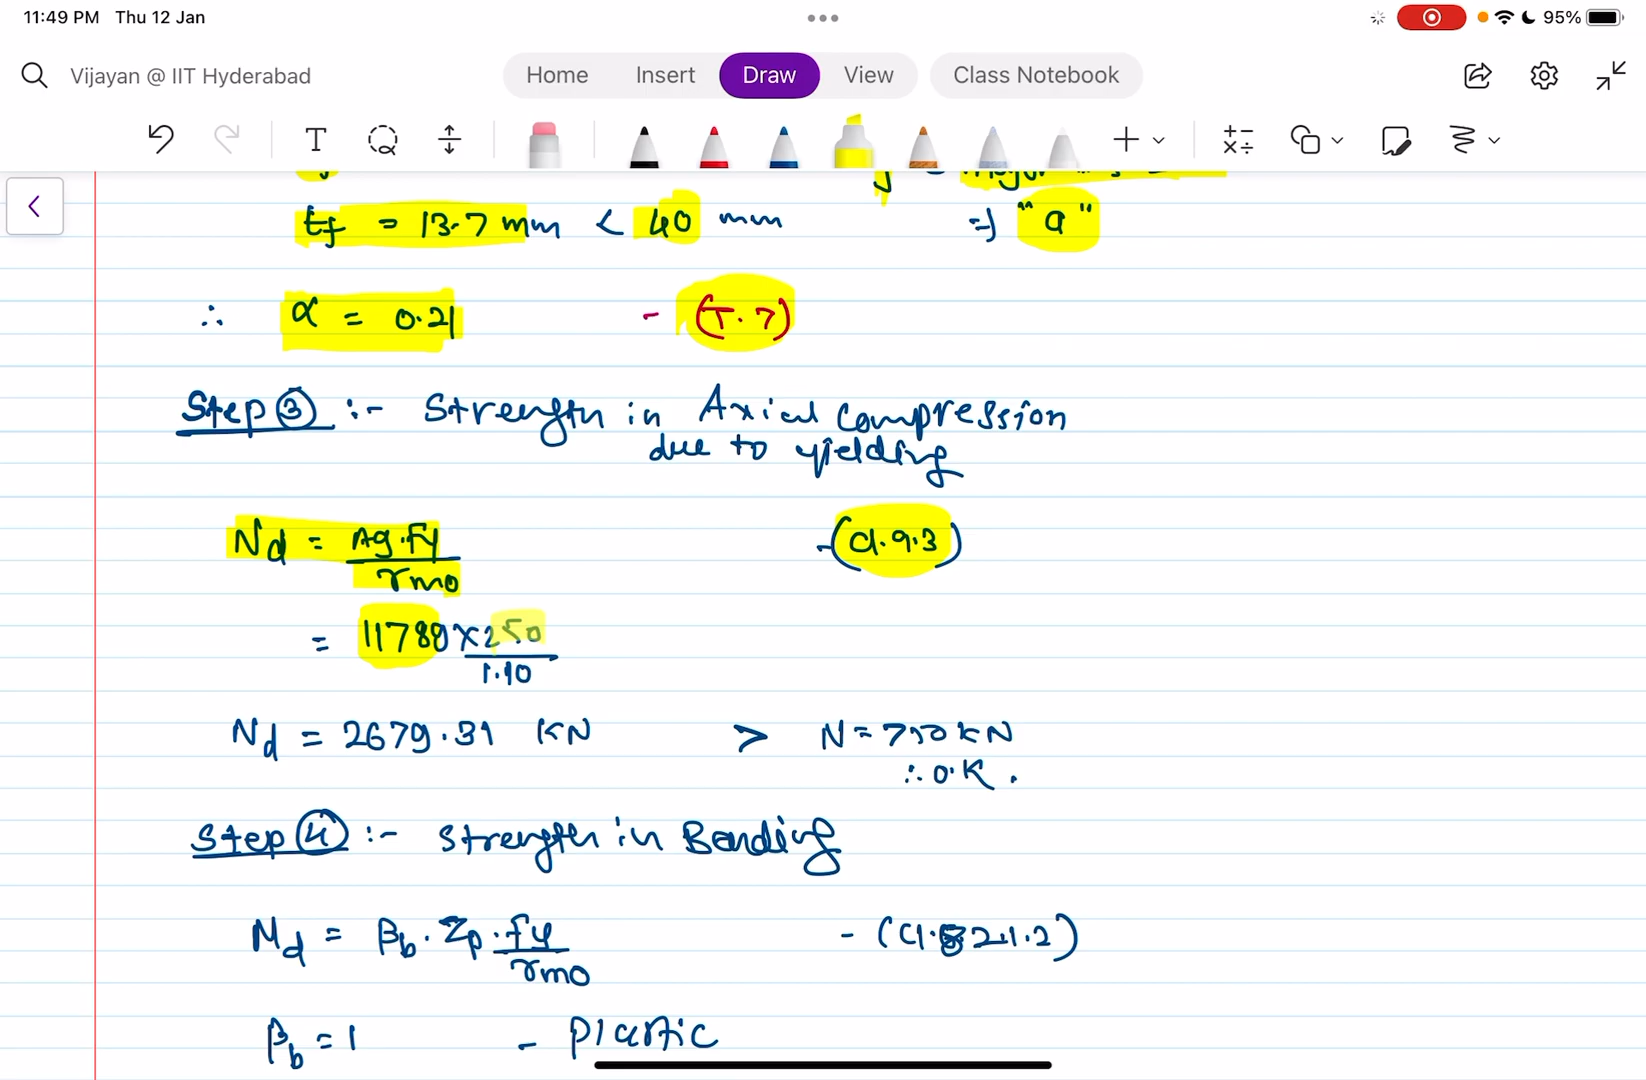 11:49 PM Thu 12 Jan
95%
Vijayan @ IIT Hyderabad
Home Insert Draw View Class Notebook
tf = 13.7 mm < 40 mm => "a"
∴ α = 0.21 - (T.7)
Step ③ :- Strength in Axial compression
due to yielding
Nd = Ag.fy - (Cl.9.3)
γmo
= 11789 x 250
1.10
Nd = 2679.31 KN > N = 750 kN
∴ O.K.
Step ④ :- Strength in Bending
Md = βb . Zp . fy - (Cl.8.2.1.2)
γmo
βb = 1 - Plastic